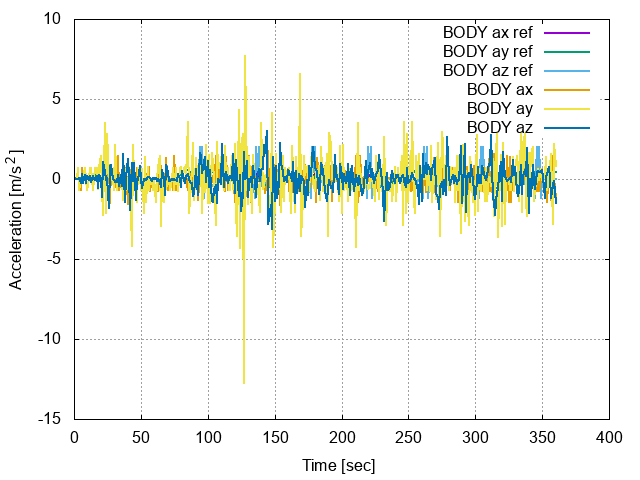 10
5
0
-5
-10
-15
0 50 100 150 200 250 300 350 400
Acceleration [m/s^2]
Time [sec]
BODY ax ref
BODY ay ref
BODY az ref
BODY ax
BODY ay
BODY az